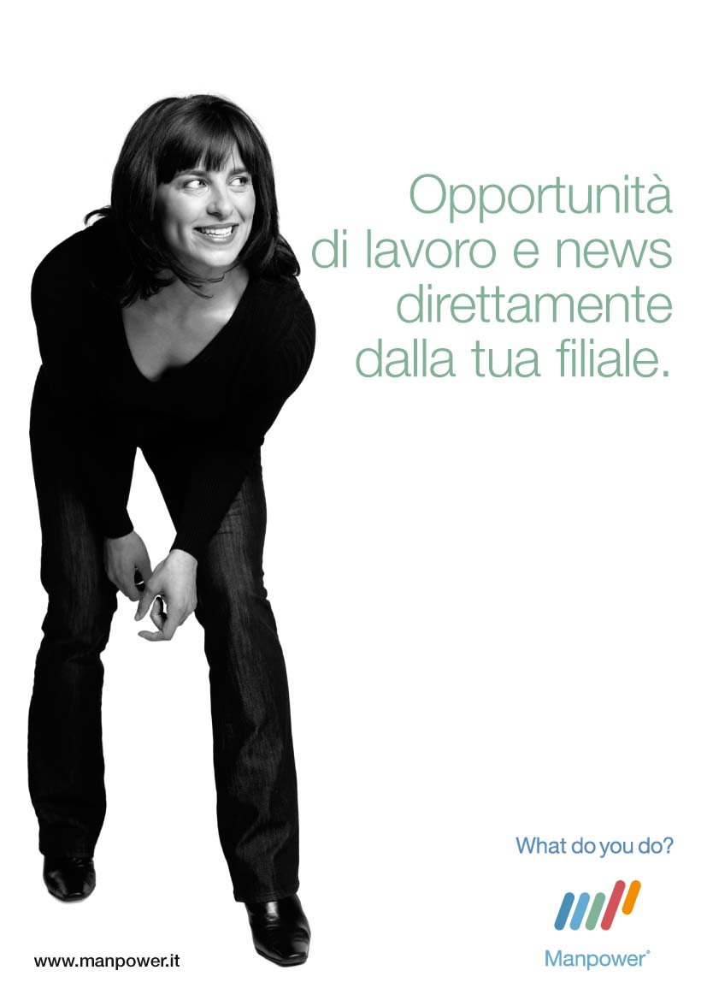 Opportunità
di lavoro e news
direttamente
dalla tua filiale.
What do you do?
Manpower®
www.manpower.it